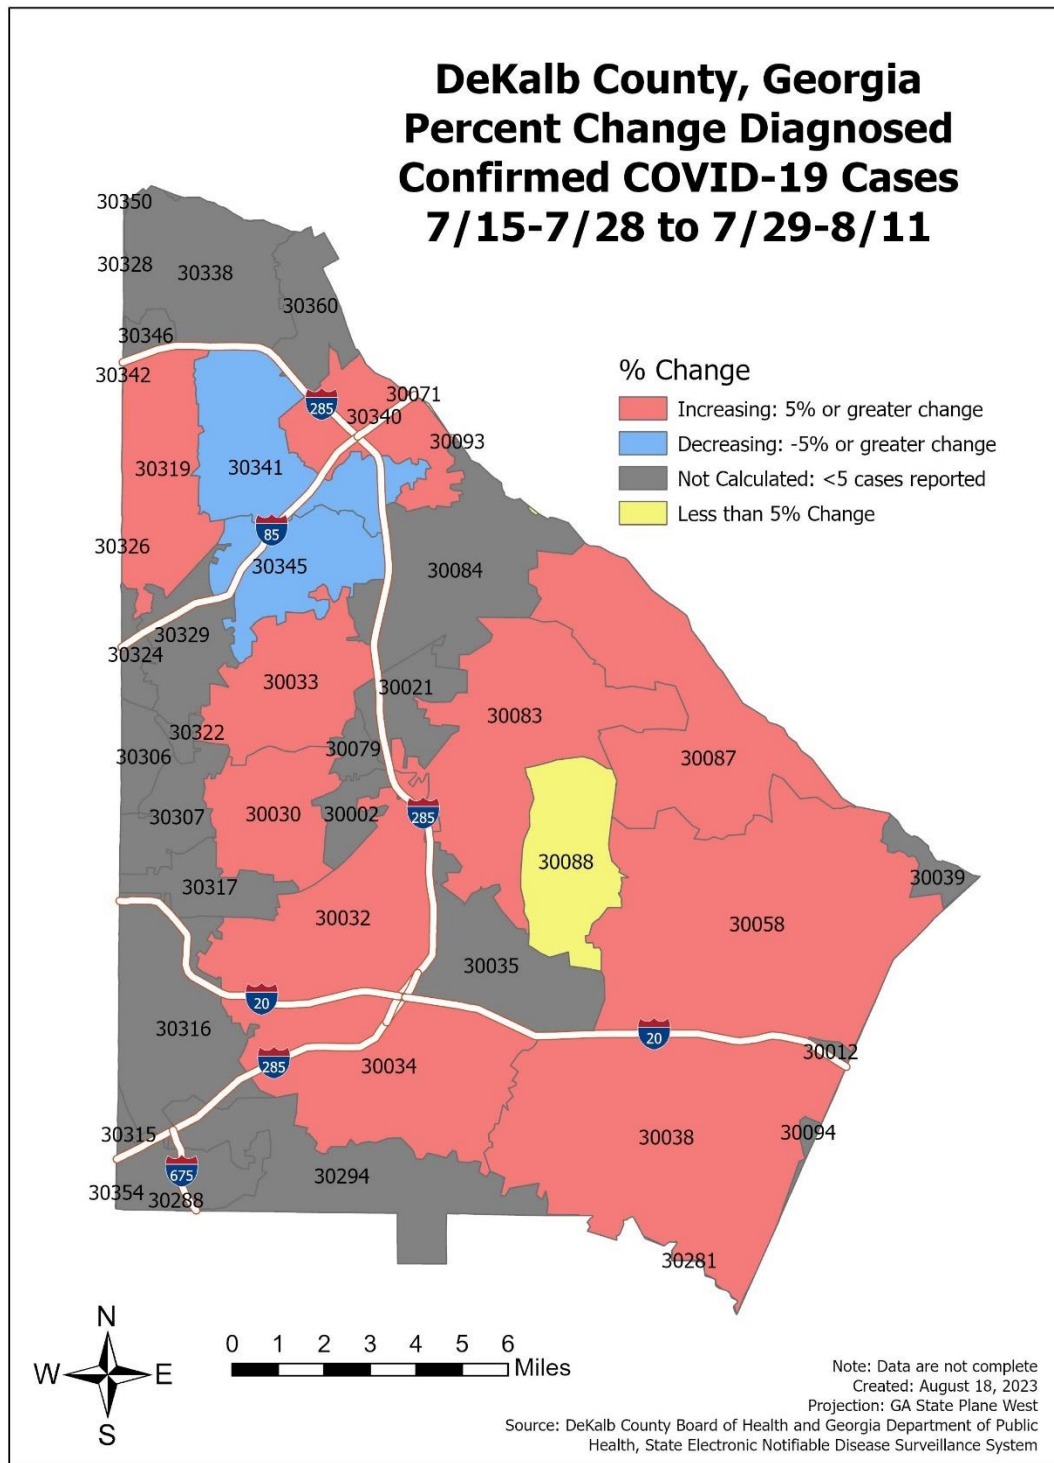 DeKalb County, Georgia
Percent Change Diagnosed
Confirmed COVID-19 Cases
7/15-7/28 to 7/29-8/11
30350
30328
30338
30360
30346
30342
285
30071
30340
30319
30341
30093
% Change
Increasing: 5% or greater change
Decreasing: -5% or greater change
Not Calculated: <5 cases reported
Less than 5% Change
85
30326
30345
30084
30329
30324
30033
30021
30322
30083
30079
30306
30087
30307
30030
30002
285
30088
30317
30039
30032
30058
30035
20
30316
20
285
30034
30012
30315
30038
30094
675
30294
30354
30288
30281
N
W
E
S
0 1 2 3 4 5 6
Miles
Note: Data are not complete
Created: August 18, 2023
Projection: GA State Plane West
Source: DeKalb County Board of Health and Georgia Department of Public
Health, State Electronic Notifiable Disease Surveillance System